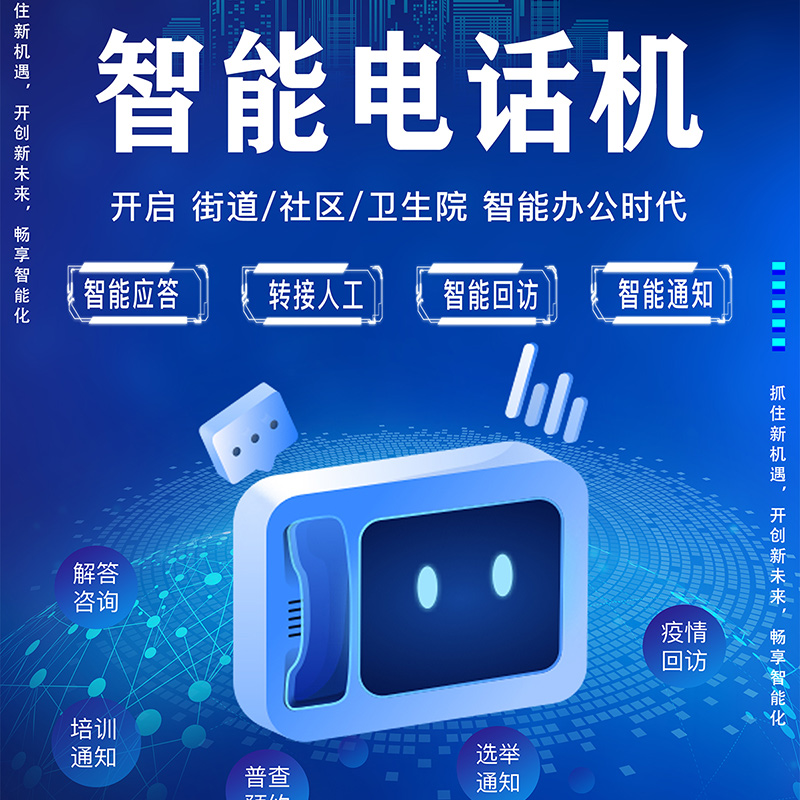 住新机遇，开创新未来，畅享智能化
智能电话机
开启 街道/社区/卫生院 智能办公时代
智能应答
转接人工
智能回访
智能通知
抓住新机遇，开创新未来，畅享智能化
解答
咨询
疫情
回访
培训
通知
选举
通知
普查